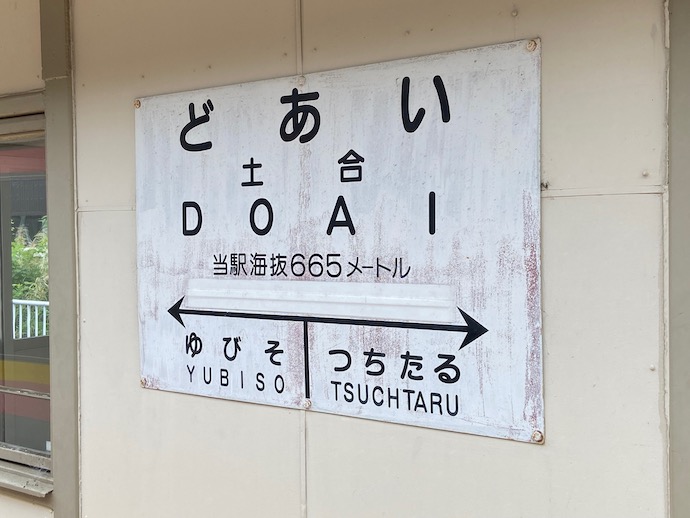 どあい
土合
DOAI
当駅海抜665メートル
ゆびそ つちたる
YUBISO TSUCHTARU